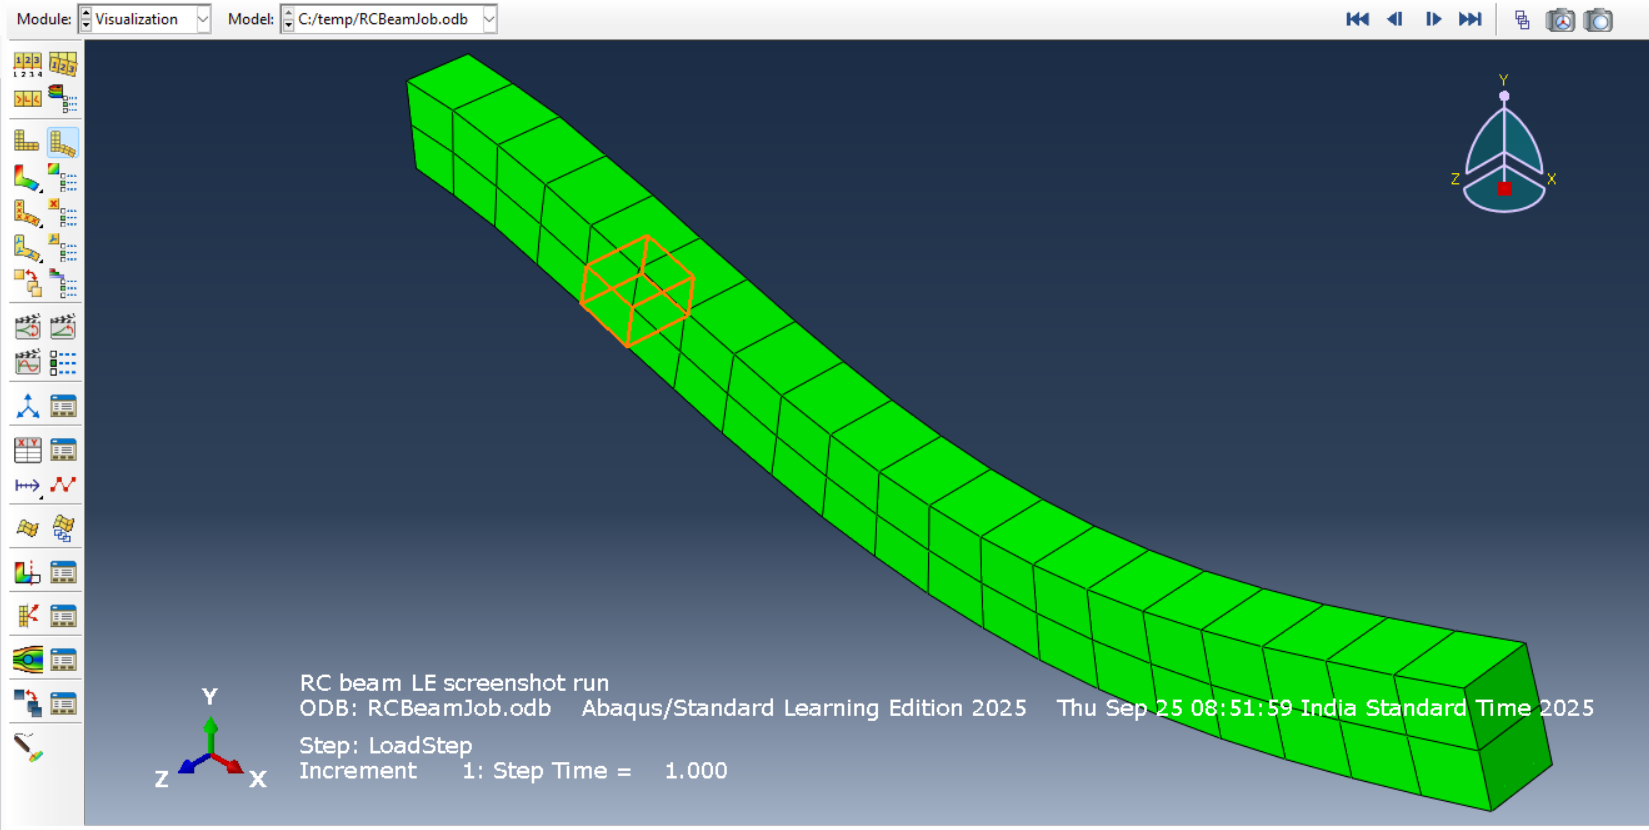 Module: Visualization Model: C:/temp/RCBeamJob.odb
Y
Z X
RC beam LE screenshot run
ODB: RCBeamJob.odb Abaqus/Standard Learning Edition 2025 Thu Sep 25 08:51:59 India Standard Time 2025
Step: LoadStep
Increment 1: Step Time = 1.000
Y
Z X